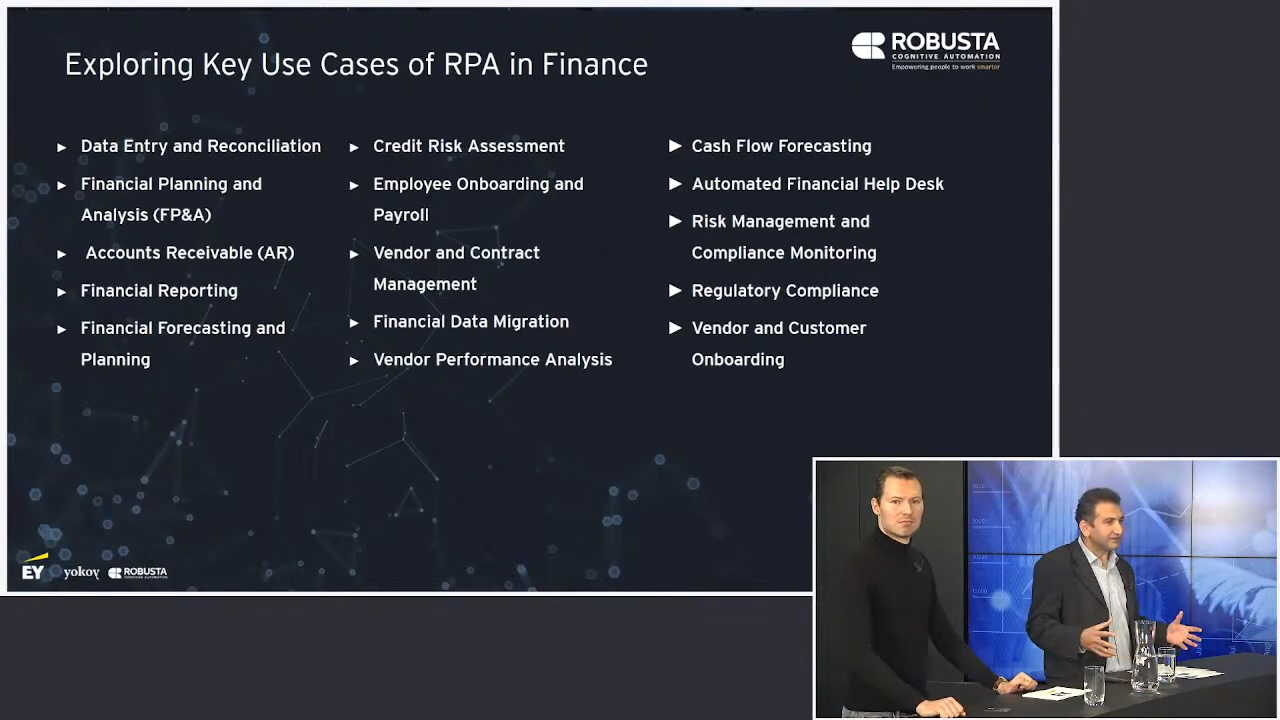 Exploring Key Use Cases of RPA in Finance
ROBUSTA
COGNITIVE AUTOMATION
Empowering people to work smarter
Data Entry and Reconciliation
Financial Planning and
Analysis (FP&A)
Accounts Receivable (AR)
Financial Reporting
Financial Forecasting and
Planning
Credit Risk Assessment
Employee Onboarding and
Payroll
Vendor and Contract
Management
Financial Data Migration
Vendor Performance Analysis
Cash Flow Forecasting
Automated Financial Help Desk
Risk Management and
Compliance Monitoring
Regulatory Compliance
Vendor and Customer
Onboarding
EY yokoy ROBUSTA
COGNITIVE AUTOMATION